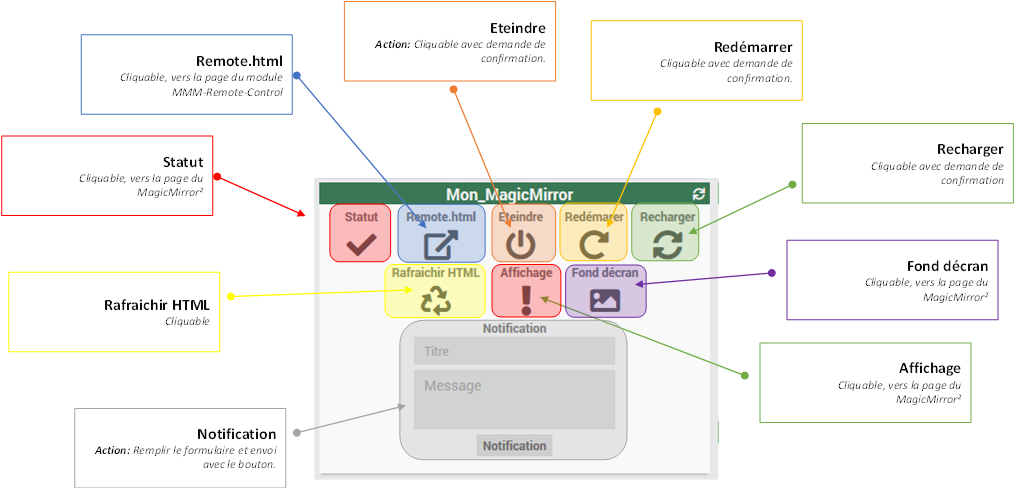 Eteindre
Action: Cliquable avec demande de
confirmation.
Redémarrer
Cliquable avec demande de
confirmation.
Remote.html
Cliquable, vers la page du module
MMM-Remote-Control
Statut
Cliquable, vers la page du
MagicMirror²
Recharger
Cliquable avec demande de
confirmation
Mon_MagicMirror
Statut
Remote.html
Eteindre
Redémarer
Recharger
Rafraichir HTML
Affichage
Fond décran
Fond décran
Cliquable, vers la page du
MagicMirror²
Rafraichir HTML
Cliquable
Notification
Titre
Message
Notification
Affichage
Cliquable, vers la page du
MagicMirror²
Notification
Action: Remplir le formulaire et envoi
avec le bouton.